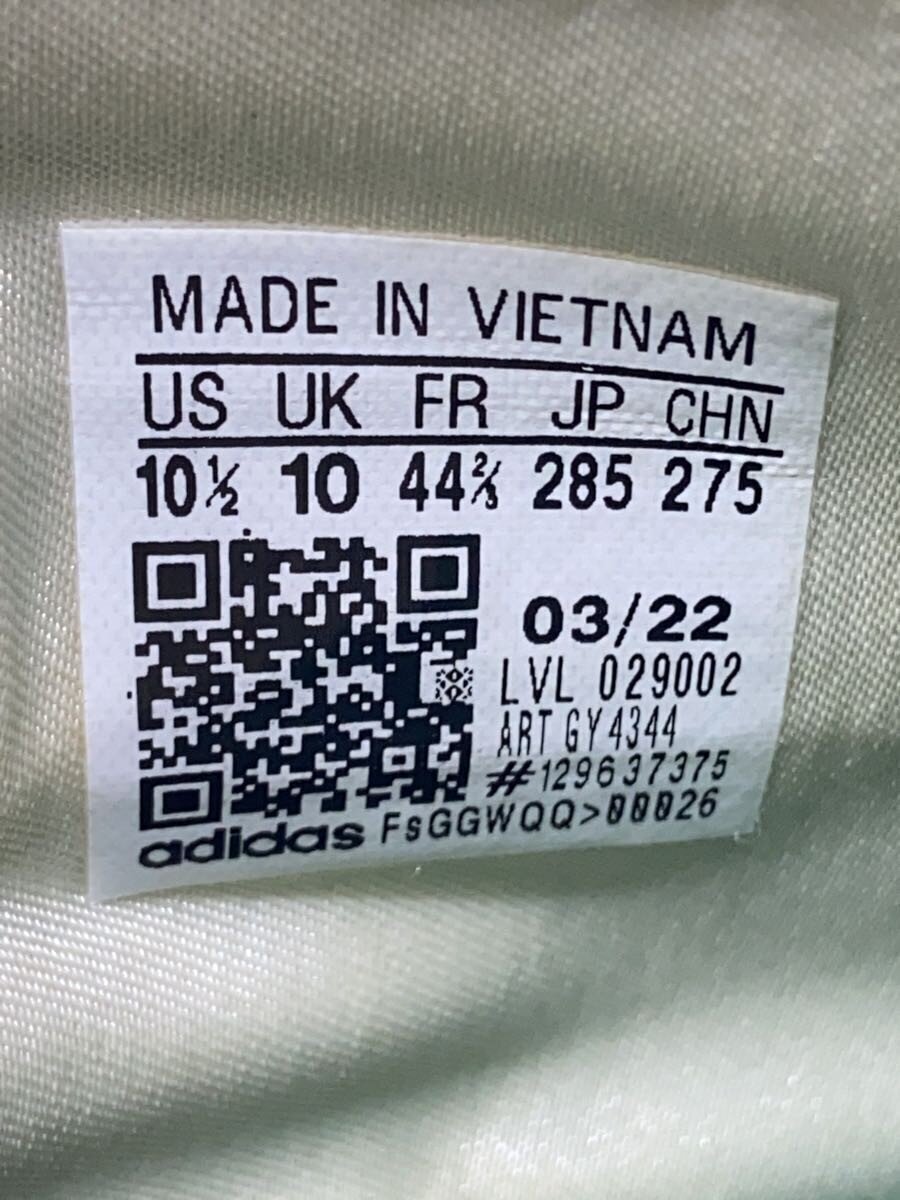 MADE IN VIETNAM
US UK FR JP CHN
10½ 10 44⅔ 285 275
03/22
LVL 029002
ART GY4344
#129637375
adidas FsGGWQQ>00026